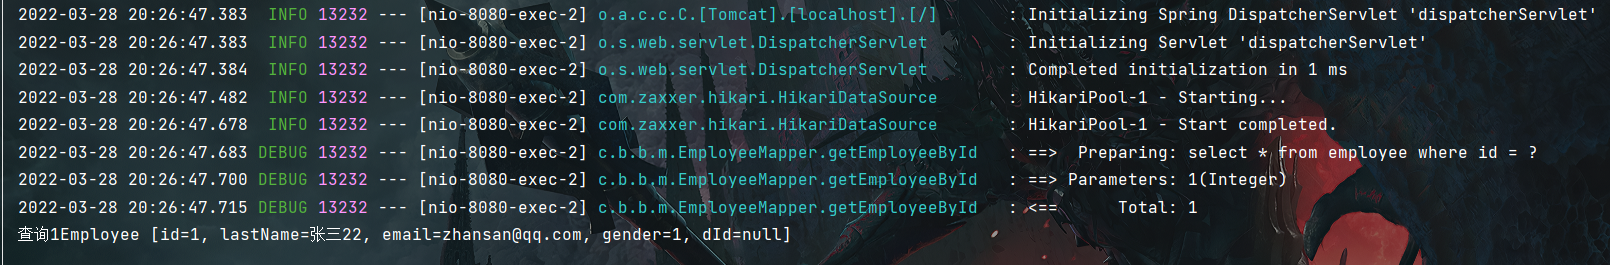 2022-03-28 20:26:47.383  INFO 13232 --- [nio-8080-exec-2] o.a.c.c.C.[Tomcat].[localhost].[/]       : Initializing Spring DispatcherServlet 'dispatcherServlet'
2022-03-28 20:26:47.383  INFO 13232 --- [nio-8080-exec-2] o.s.web.servlet.DispatcherServlet        : Initializing Servlet 'dispatcherServlet'
2022-03-28 20:26:47.384  INFO 13232 --- [nio-8080-exec-2] o.s.web.servlet.DispatcherServlet        : Completed initialization in 1 ms
2022-03-28 20:26:47.482  INFO 13232 --- [nio-8080-exec-2] com.zaxxer.hikari.HikariDataSource       : HikariPool-1 - Starting...
2022-03-28 20:26:47.678  INFO 13232 --- [nio-8080-exec-2] com.zaxxer.hikari.HikariDataSource       : HikariPool-1 - Start completed.
2022-03-28 20:26:47.683 DEBUG 13232 --- [nio-8080-exec-2] c.b.b.m.EmployeeMapper.getEmployeeById   : ==>  Preparing: select * from employee where id = ?
2022-03-28 20:26:47.700 DEBUG 13232 --- [nio-8080-exec-2] c.b.b.m.EmployeeMapper.getEmployeeById   : ==> Parameters: 1(Integer)
2022-03-28 20:26:47.715 DEBUG 13232 --- [nio-8080-exec-2] c.b.b.m.EmployeeMapper.getEmployeeById   : <==      Total: 1
查询1Employee [id=1, lastName=张三22, email=zhansan@qq.com, gender=1, dId=null]